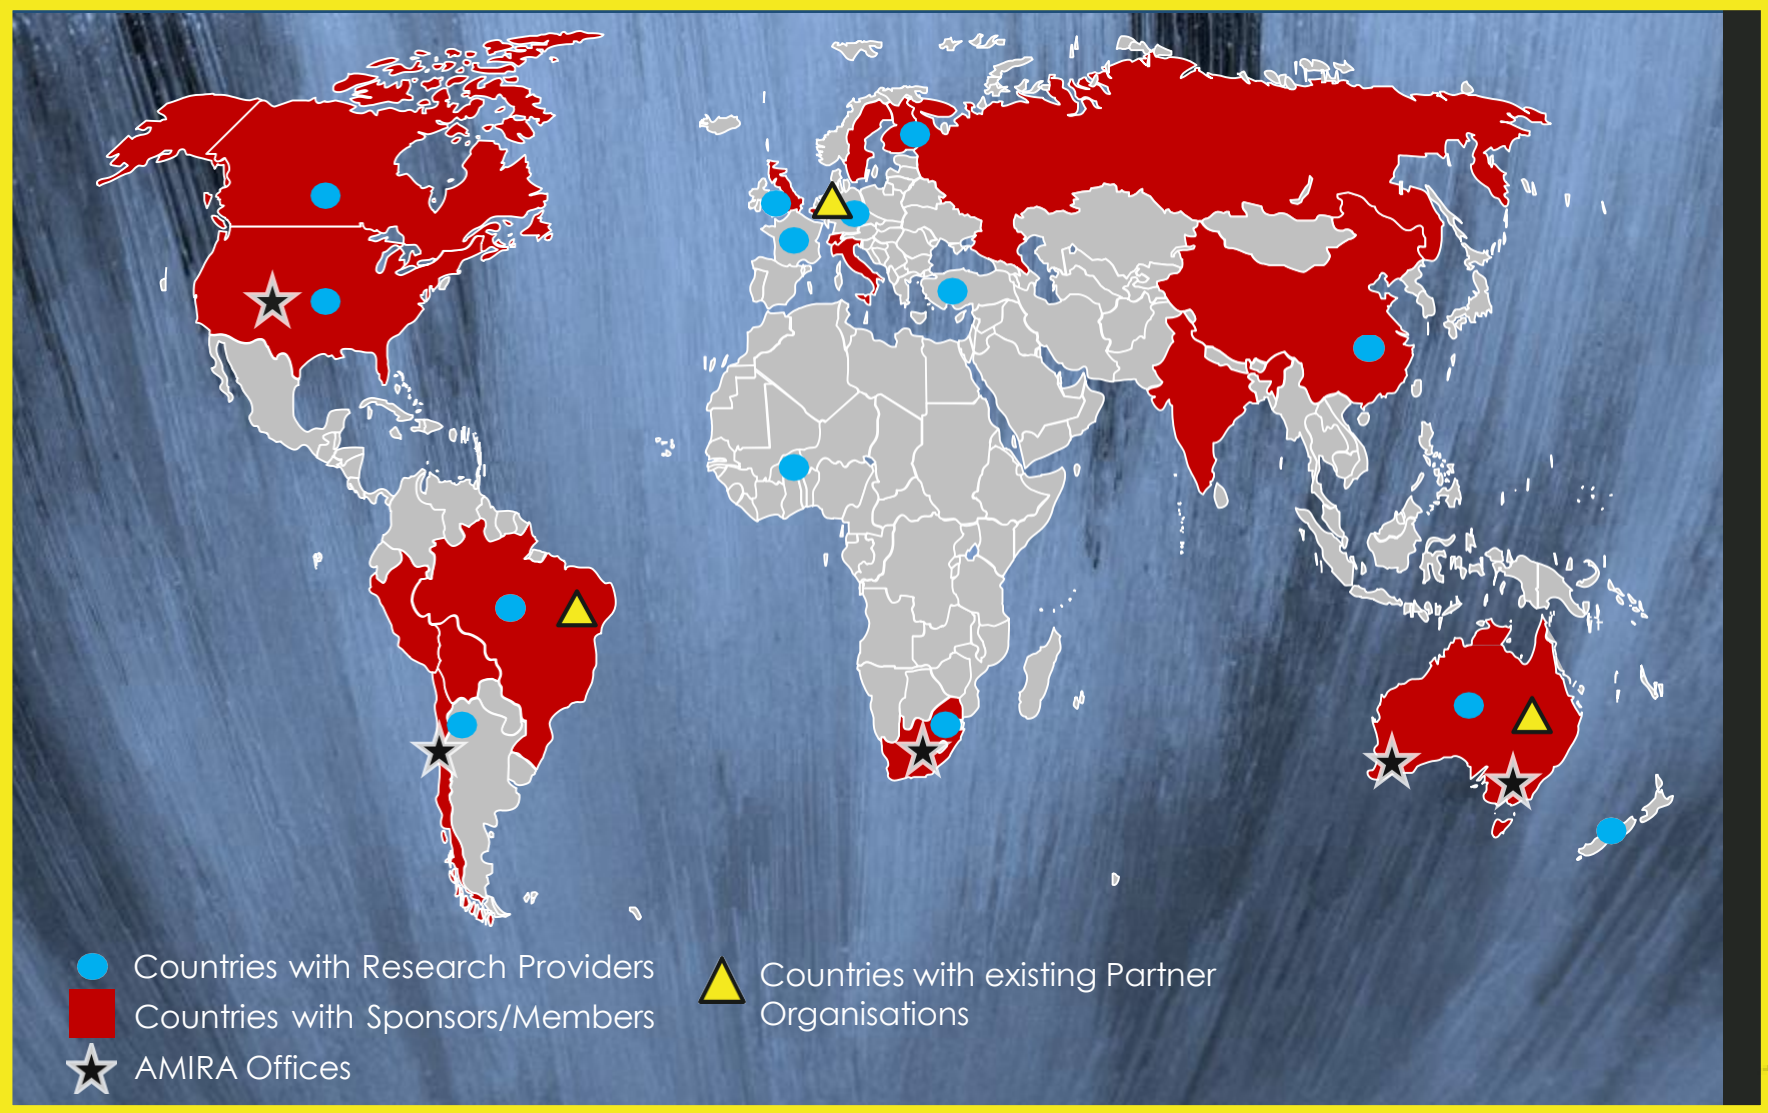 Countries with Research Providers
Countries with Sponsors/Members
AMIRA Offices
Countries with existing Partner
Organisations